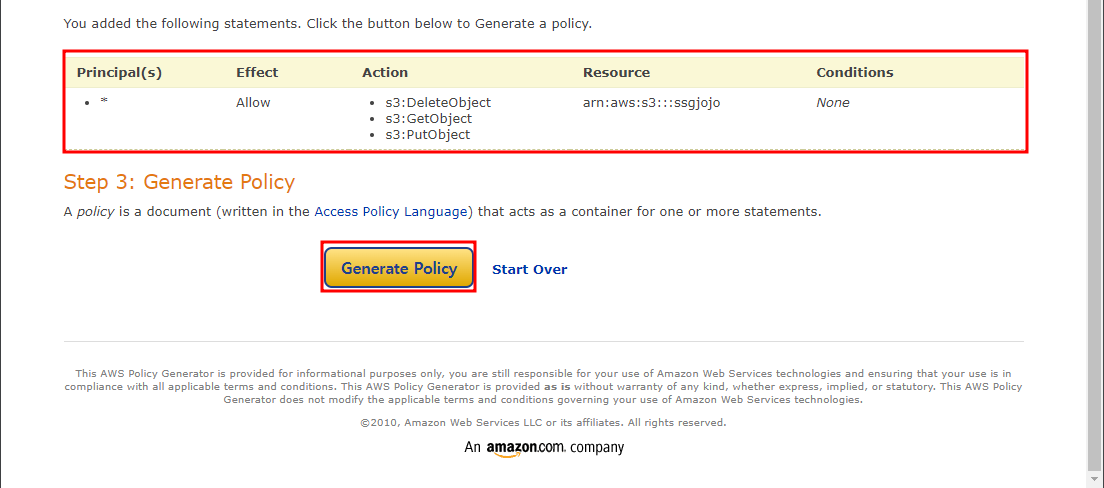 You added the following statements. Click the button below to Generate a policy.
Principal(s) Effect Action Resource Conditions
• * Allow • s3:DeleteObject arn:aws:s3:::ssgjojo None
• s3:GetObject
• s3:PutObject
Step 3: Generate Policy
A policy is a document (written in the Access Policy Language) that acts as a container for one or more statements.
Generate Policy Start Over
This AWS Policy Generator is provided for informational purposes only, you are still responsible for your use of Amazon Web Services technologies and ensuring that your use is in
compliance with all applicable terms and conditions. This AWS Policy Generator is provided as is without warranty of any kind, whether express, implied, or statutory. This AWS Policy
Generator does not modify the applicable terms and conditions governing your use of Amazon Web Services technologies.
©2010, Amazon Web Services LLC or its affiliates. All rights reserved.
An amazon.com. company